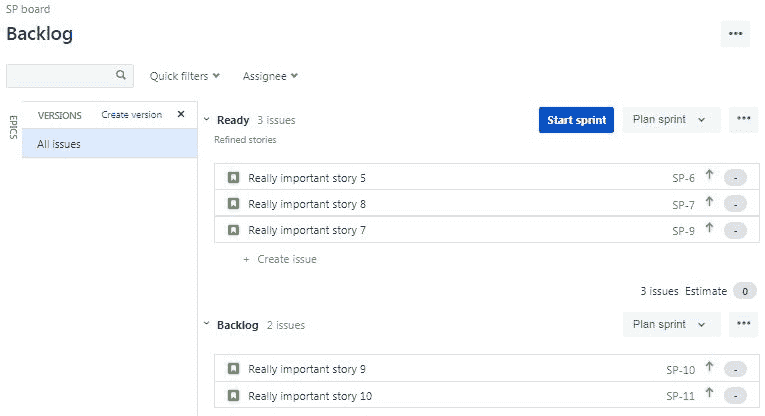 SP board
Backlog
•••
Quick filters Assignee
EPICS
VERSIONS Create version ×
All issues
Ready 3 issues Start sprint Plan sprint •••
Refined stories
Really important story 5 SP-6 -
Really important story 8 SP-7 -
Really important story 7 SP-9 -
+ Create issue
3 issues Estimate 0
Backlog 2 issues Plan sprint •••
Really important story 9 SP-10 -
Really important story 10 SP-11 -